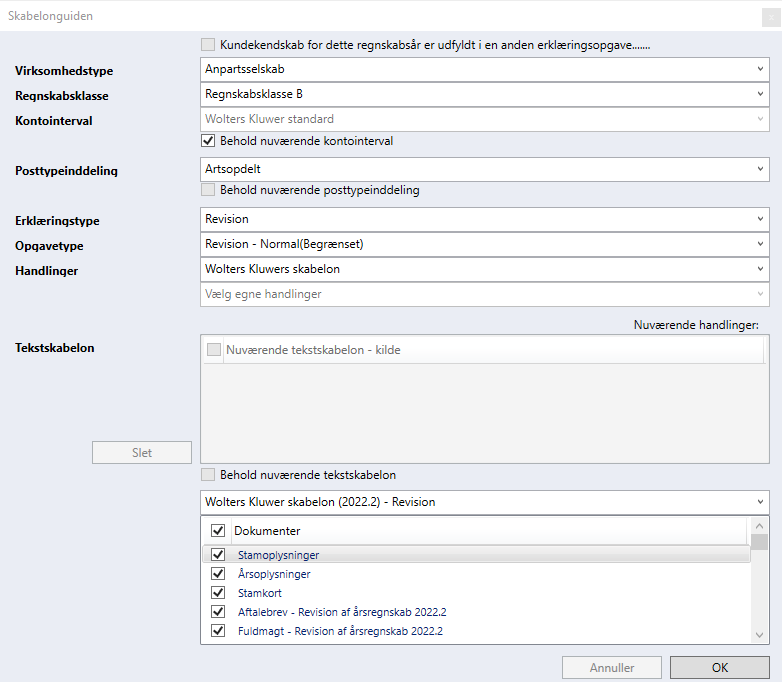 Skabelonguiden
Kundekendskab for dette regnskabsår er udfyldt i en anden erklæringsopgave.......
Virksomhedstype
Anpartsselskab
Regnskabsklasse
Regnskabsklasse B
Kontointerval
Wolters Kluwer standard
Behold nuværende kontointerval
Posttypeinddeling
Artsopdelt
Behold nuværende posttypeinddeling
Erklæringstype
Revision
Opgavetype
Revision - Normal(Begrænset)
Handlinger
Wolters Kluwers skabelon
Vælg egne handlinger
Nuværende handlinger:
Tekstskabelon
Nuværende tekstskabelon - kilde
Slet
Behold nuværende tekstskabelon
Wolters Kluwer skabelon (2022.2) - Revision
Dokumenter
Stamoplysninger
Årsoplysninger
Stamkort
Aftalebrev - Revision af årsregnskab 2022.2
Fuldmagt - Revision af årsregnskab 2022.2
Annuller
OK